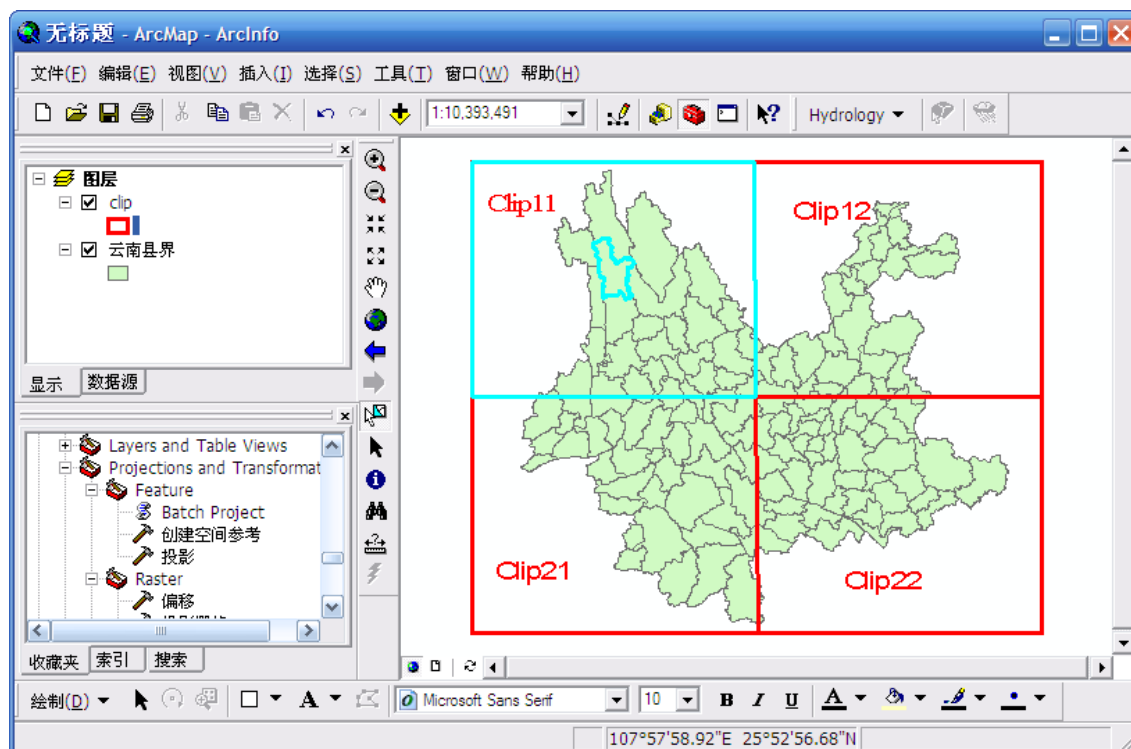 无标题 - ArcMap - ArcInfo
文件(F) 编辑(E) 视图(V) 插入(I) 选择(S) 工具(T) 窗口(W) 帮助(H)
1:10,393,491
Hydrology
图层
clip
云南县界
显示 数据源
Layers and Table Views
Projections and Transformat
Feature
Batch Project
创建空间参考
投影
Raster
偏移
收藏夹 索引 搜索
Clip11
Clip12
Clip21
Clip22
绘制(D) A Microsoft Sans Serif 10 B I U A
107°57'58.92"E 25°52'56.68"N